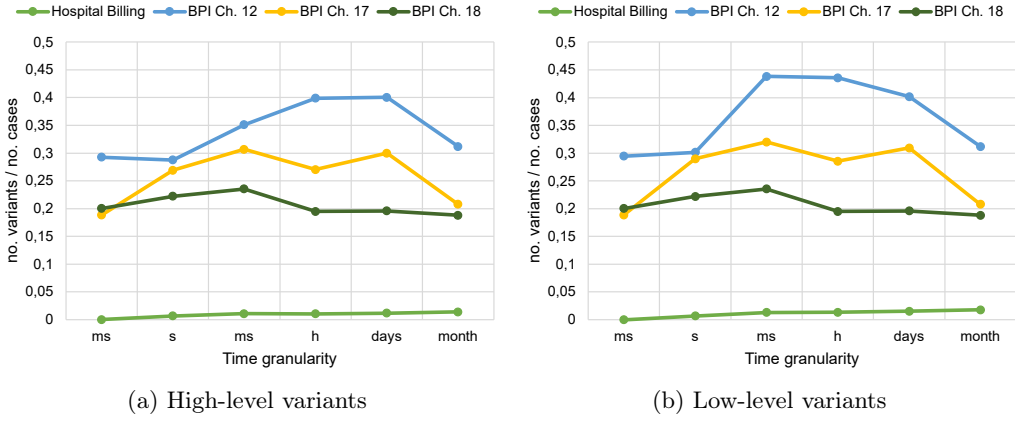 Hospital Billing BPI Ch. 12 BPI Ch. 17 BPI Ch. 18
0,5
0,45
0,4
0,35
0,3
0,25
0,2
0,15
0,1
0,05
0
no. variants / no. cases
ms s ms h days month
Time granularity
(a) High-level variants
Hospital Billing BPI Ch. 12 BPI Ch. 17 BPI Ch. 18
0,5
0,45
0,4
0,35
0,3
0,25
0,2
0,15
0,1
0,05
0
no. variants / no. cases
ms s ms h days month
Time granularity
(b) Low-level variants